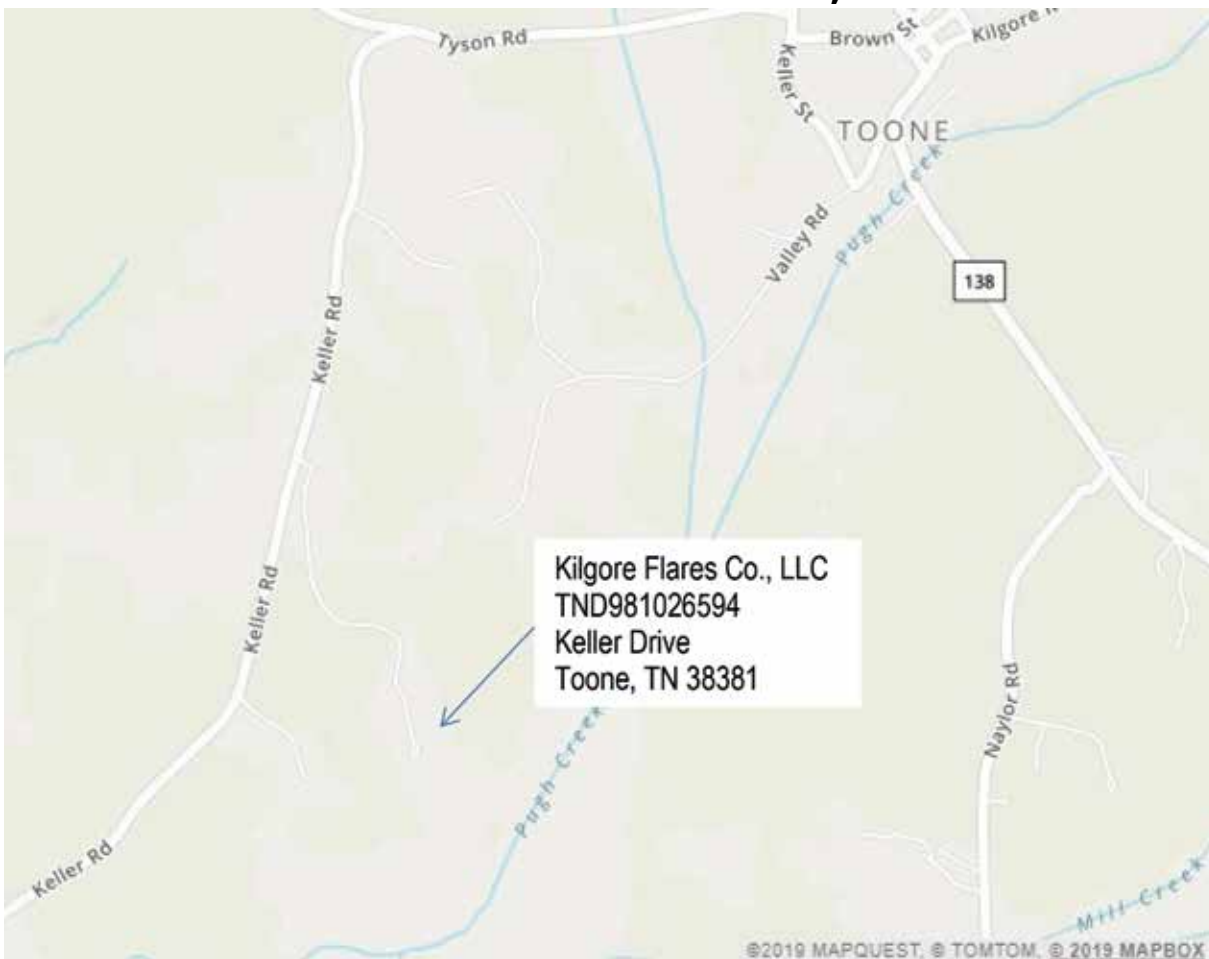 Tyson Rd
Brown St
Keller St
TOONE
Pugh Creek
Valley Rd
138
Keller Rd
Keller Rd
Kilgore Flares Co., LLC
TND981026594
Keller Drive
Toone, TN 38381
Naylor Rd
Pugh Creek
Keller Rd
Mill Creek
©2019 MAPQUEST, © TOMTOM, © 2019 MAPBOX